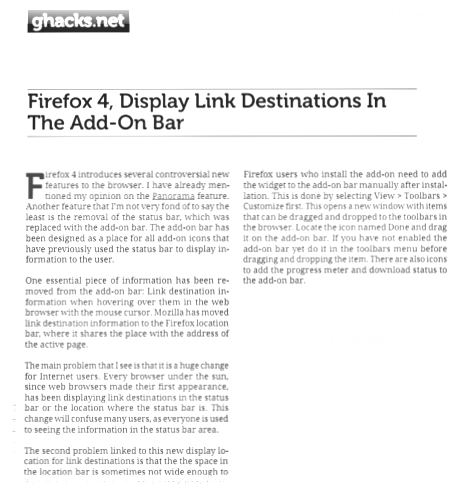 ghacks.net
Firefox 4, Display Link Destinations In
The Add-On Bar
Firefox 4 introduces several controversial new
features to the browser. I have already men-
tioned my opinion on the Panorama feature.
Another feature that I'm not very fond of to say the
least is the removal of the status bar, which was
replaced with the add-on bar. The add-on bar has
been designed as a place for all add-on icons that
have previously used the status bar to display in-
formation to the user.
One essential piece of information has been re-
moved from the add-on bar: Link destination in-
formation when hovering over them in the web
browser with the mouse cursor. Mozilla has moved
link destination information to the Firefox location
bar, where it shares the place with the address of
the active page.
The main problem that I see is that it is a huge change
for Internet users. Every browser under the sun,
since web browsers made their first appearance,
has been displaying link destinations in the status
bar or the location where the status bar is. This
change will confuse many users, as everyone is used
to seeing the information in the status bar area.
The second problem linked to this new display lo-
cation for link destinations is that the the space in
the location bar is sometimes not wide enough to
Firefox users who install the add-on need to add
the widget to the add-on bar manually after instal-
lation. This is done by selecting View > Toolbars >
Customize first. This opens a new window with items
that can be dragged and dropped to the toolbars in
the browser. Locate the icon named Done and drag
it on the add-on bar. If you have not enabled the
add-on bar yet do it in the toolbars menu before
dragging and dropping the item. There are also icons
to add the progress meter and download status to
the add-on bar.